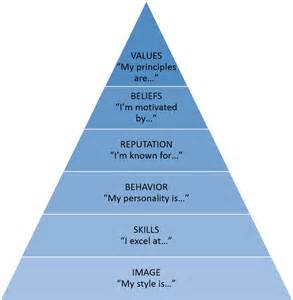 VALUES
“My principles
are…”
BELIEFS
“I’m motivated
by…”
REPUTATION
“I’m known for…”
BEHAVIOR
“My personality is…”
SKILLS
“I excel at…”
IMAGE
“My style is…”